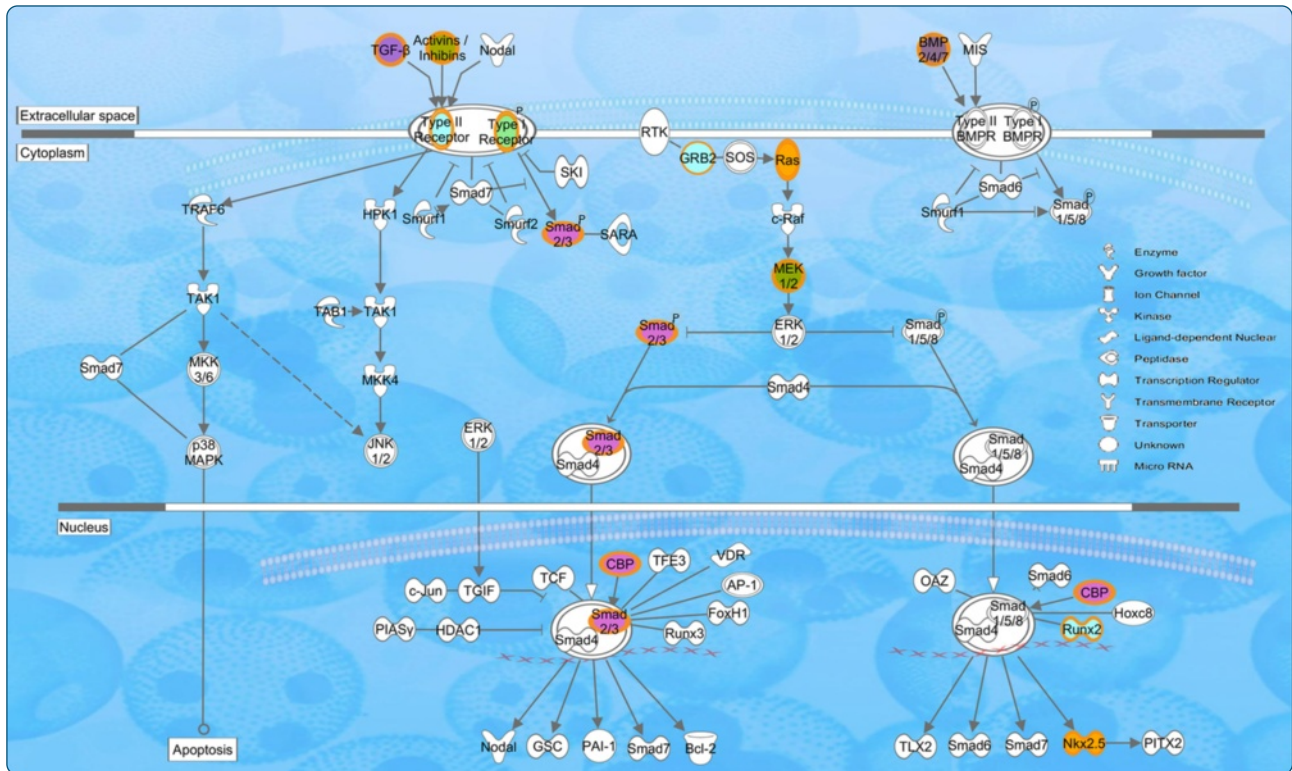 TGF-β
Activins /
Inhibins
Nodal
BMP
2/4/7
MIS
Extracellular space
Cytoplasm
Type II
Receptor
P
Type I
Receptor
RTK
GRB2
SOS
Ras
Type II
BMPR
P
Type I
BMPR
SKI
TRAF6
HPK1
Smurf1
Smad7
Smurf2
P
Smad
2/3
SARA
c-Raf
Smad6
Smurf1
P
Smad
1/5/8
MEK
1/2
TAK1
TAB1
TAK1
P
Smad
2/3
ERK
1/2
P
Smad
1/5/8
Smad7
MKK
3/6
MKK4
Smad4
p38
MAPK
JNK
1/2
ERK
1/2
Smad
2/3
Smad4
Smad
1/5/8
Smad4
Enzyme
Growth factor
Ion Channel
Kinase
Ligand-dependent Nuclear
Peptidase
Transcription Regulator
Transmembrane Receptor
Transporter
Unknown
Micro RNA
Nucleus
c-Jun
TGIF
TCF
CBP
TFE3
VDR
AP-1
FoxH1
Runx3
PIASγ
HDAC1
Smad
2/3
Smad4
OAZ
Smad6
CBP
Hoxc8
Runx2
Smad
1/5/8
Smad4
Apoptosis
Nodal
GSC
PAI-1
Smad7
Bcl-2
TLX2
Smad6
Smad7
Nkx2.5
PITX2